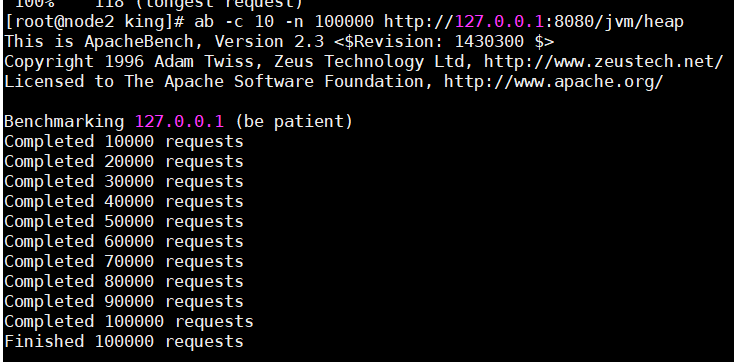 100% 118 (longest request)
[root@node2 king]# ab -c 10 -n 100000 http://127.0.0.1:8080/jvm/heap
This is ApacheBench, Version 2.3 <$Revision: 1430300 $>
Copyright 1996 Adam Twiss, Zeus Technology Ltd, http://www.zeustech.net/
Licensed to The Apache Software Foundation, http://www.apache.org/

Benchmarking 127.0.0.1 (be patient)
Completed 10000 requests
Completed 20000 requests
Completed 30000 requests
Completed 40000 requests
Completed 50000 requests
Completed 60000 requests
Completed 70000 requests
Completed 80000 requests
Completed 90000 requests
Completed 100000 requests
Finished 100000 requests